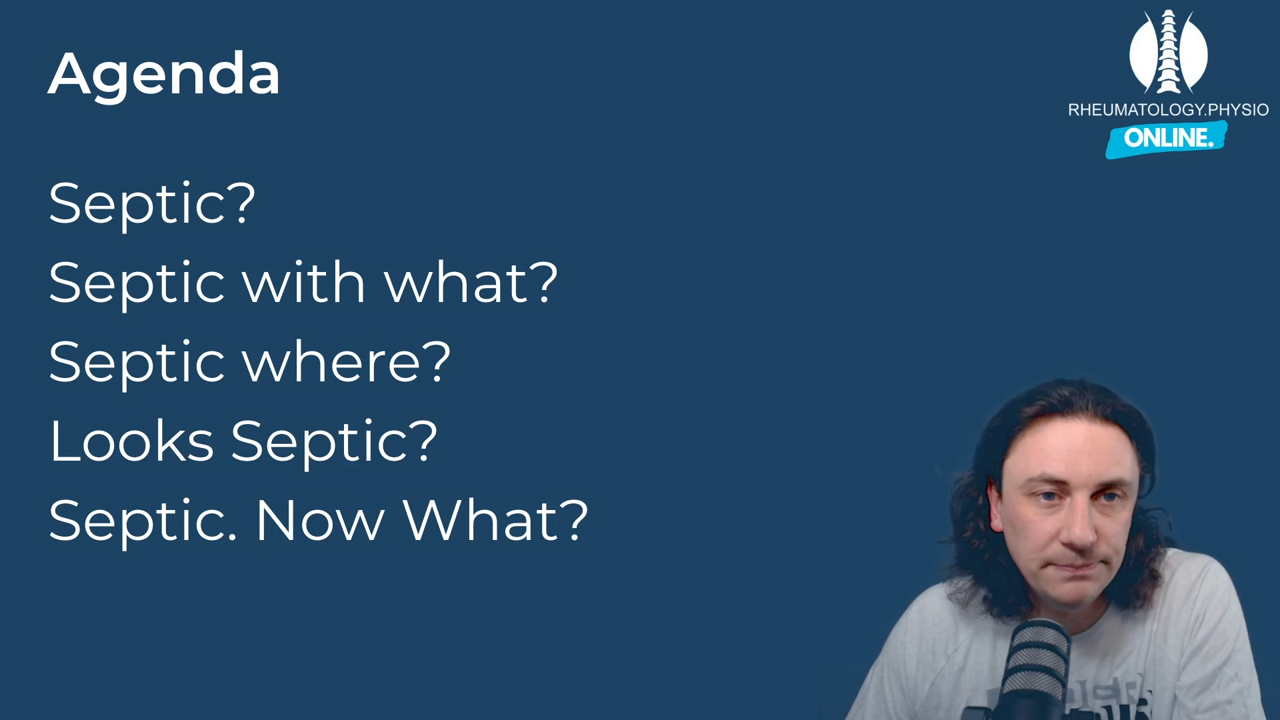 Agenda
RHEUMATOLOGY.PHYSIO
ONLINE.
Septic?
Septic with what?
Septic where?
Looks Septic?
Septic. Now What?